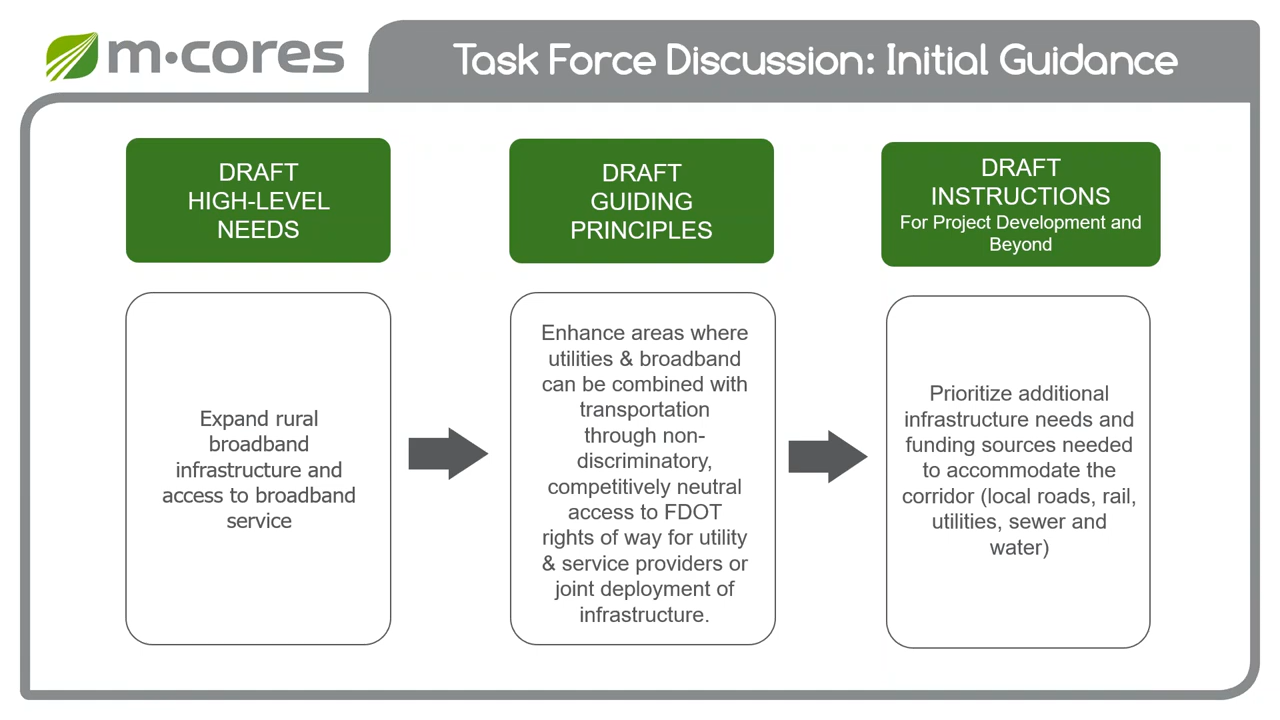 m•cores
Task Force Discussion: Initial Guidance
DRAFT
HIGH-LEVEL
NEEDS
Expand rural
broadband
infrastructure and
access to broadband
service
DRAFT
GUIDING
PRINCIPLES
Enhance areas where
utilities & broadband
can be combined with
transportation
through non-
discriminatory,
competitively neutral
access to FDOT
rights of way for utility
& service providers or
joint deployment of
infrastructure.
DRAFT
INSTRUCTIONS
For Project Development and
Beyond
Prioritize additional
infrastructure needs and
funding sources needed
to accommodate the
corridor (local roads, rail,
utilities, sewer and
water)